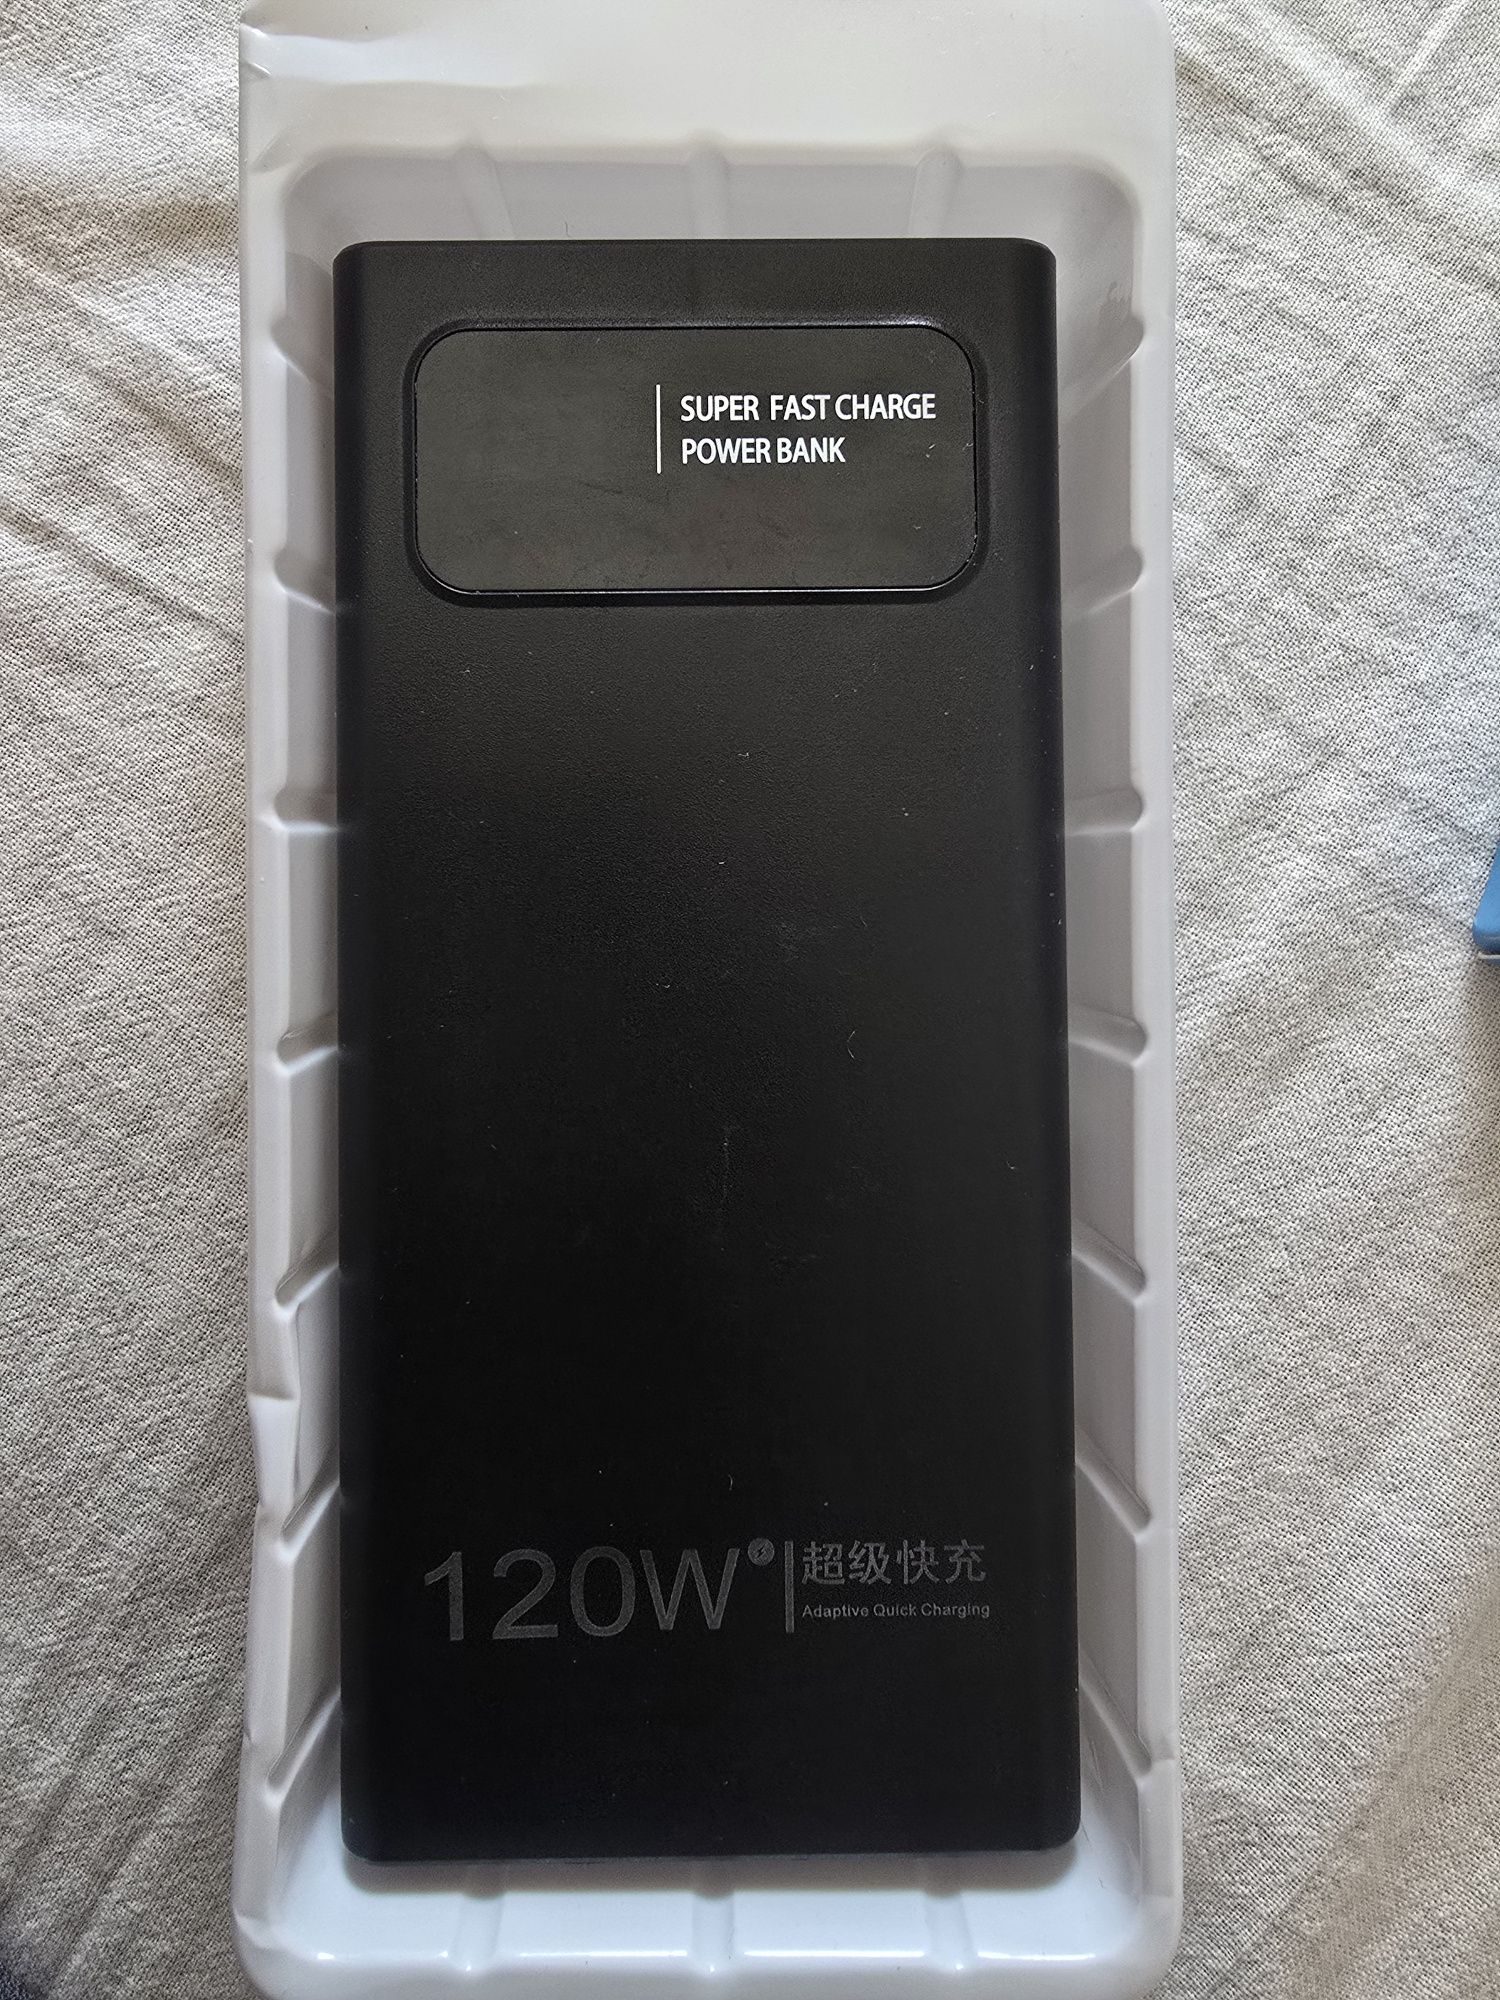 SUPER FAST CHARGE
POWER BANK
120W
超级快充
Adaptive Quick Charging